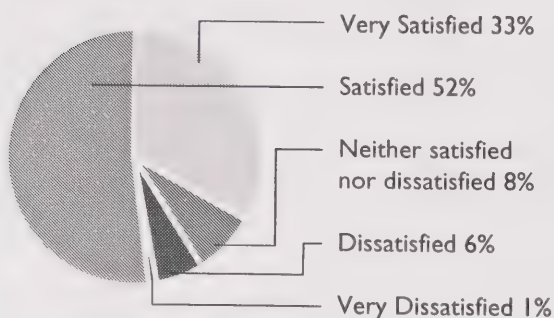 Very Satisfied 33%
Satisfied 52%
Neither satisfied
nor dissatisfied 8%
Dissatisfied 6%
Very Dissatisfied 1%